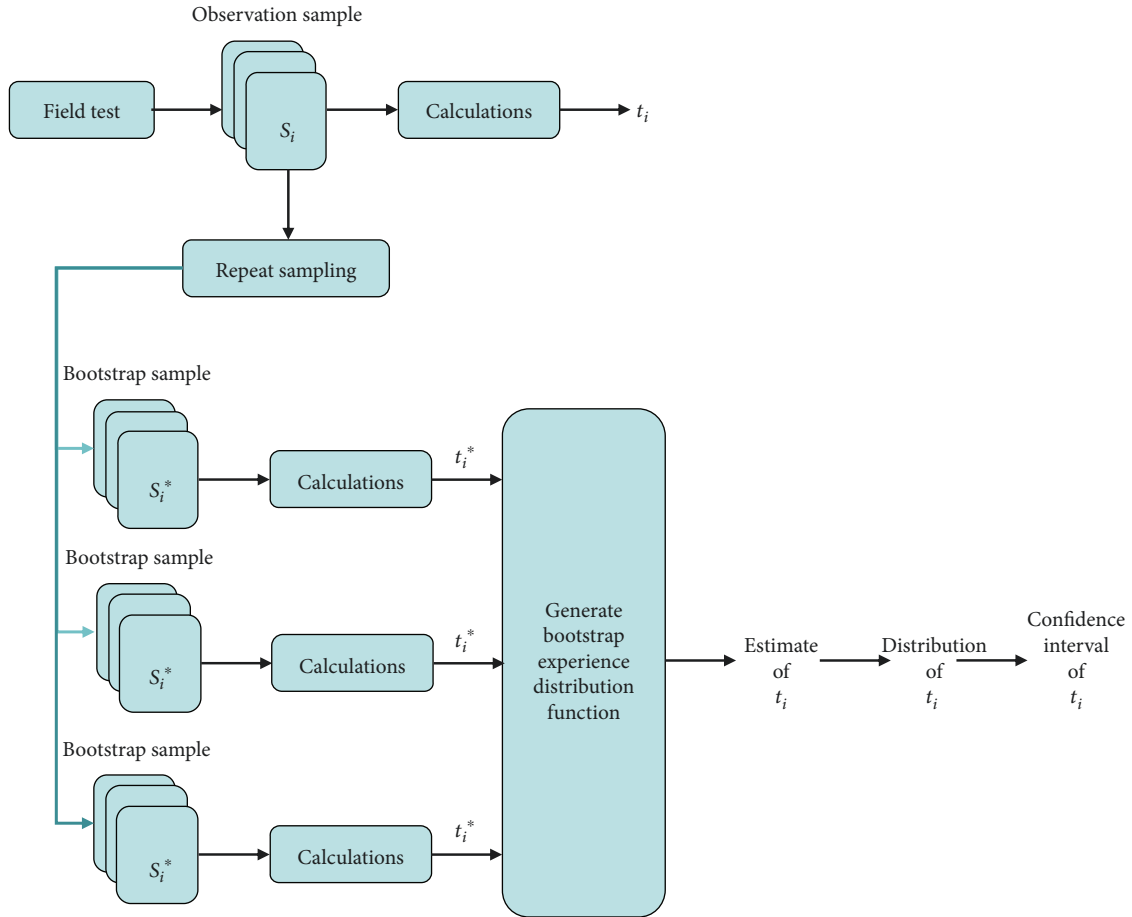 Observation sample
Field test
S_i
Calculations
t_i
Repeat sampling
Bootstrap sample
S_i*
Calculations
t_i*
Bootstrap sample
S_i*
Calculations
t_i*
Bootstrap sample
S_i*
Calculations
t_i*
Generate
bootstrap
experience
distribution
function
Estimate
of
t_i
Distribution
of
t_i
Confidence
interval
of
t_i